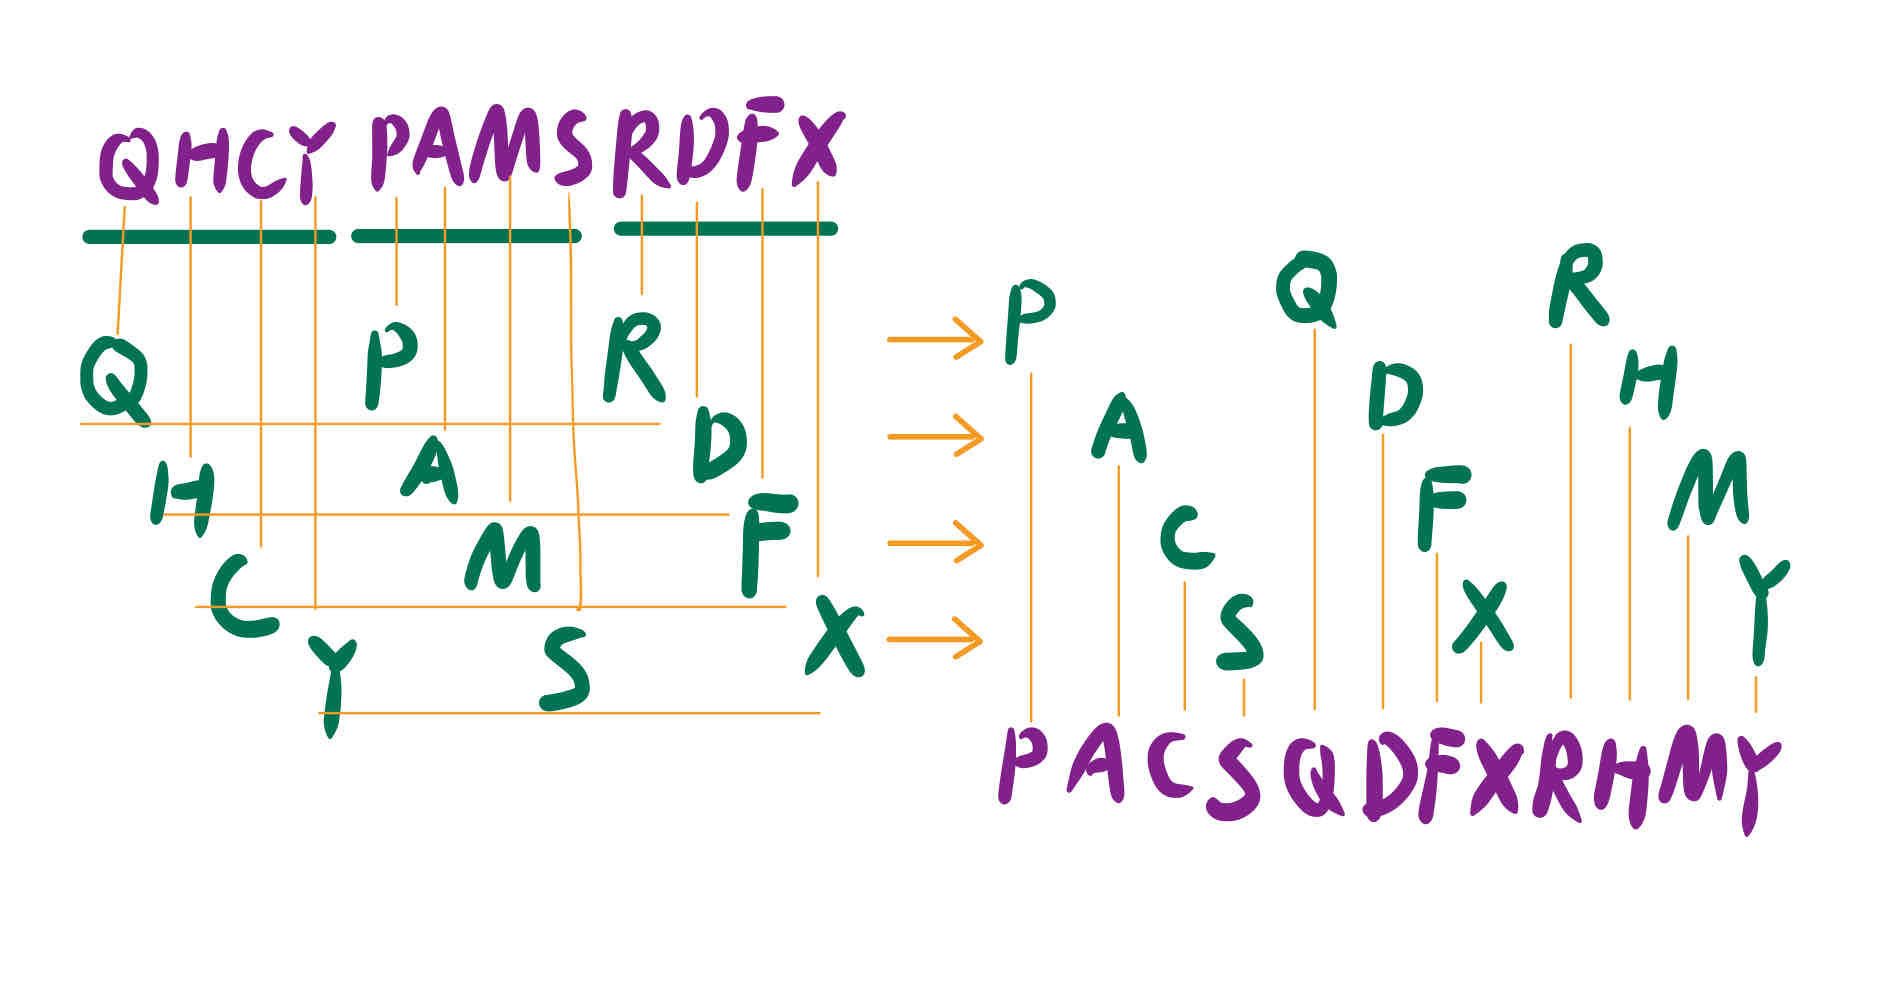 QHCY PAMS RDFX
Q P R
H A D
C M F
Y S X
P Q R
A D H
C F M
S X Y
PACSQDFXRHMY